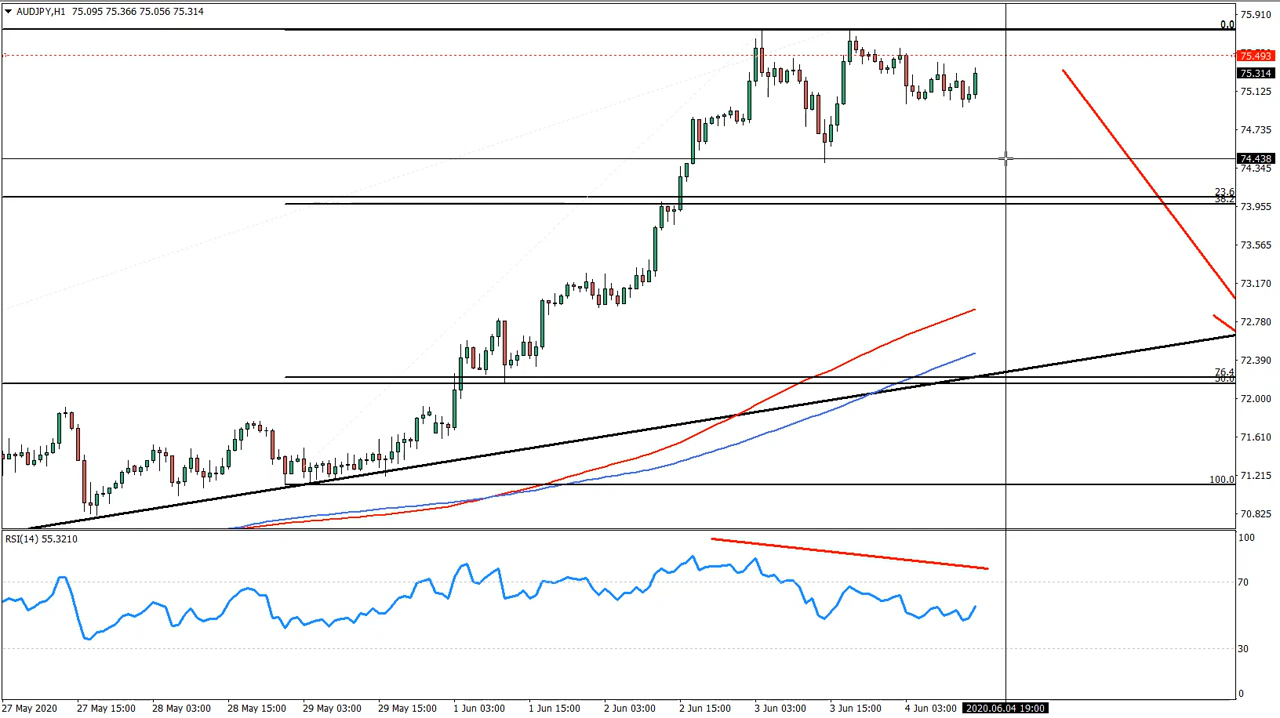 AUDJPY,H1 75.095 75.366 75.056 75.314
75.910
0.0
75.493
75.314
75.125
74.735
74.438
74.345
23.6
38.2
73.955
73.565
73.170
72.780
72.390
76.4
50.0
72.000
71.610
71.215
100.0
70.825
RSI(14) 55.3210
100
70
30
0
27 May 2020
27 May 15:00
28 May 03:00
28 May 15:00
29 May 03:00
29 May 15:00
1 Jun 03:00
1 Jun 15:00
2 Jun 03:00
2 Jun 15:00
3 Jun 03:00
3 Jun 15:00
4 Jun 03:00
2020.06.04 19:00